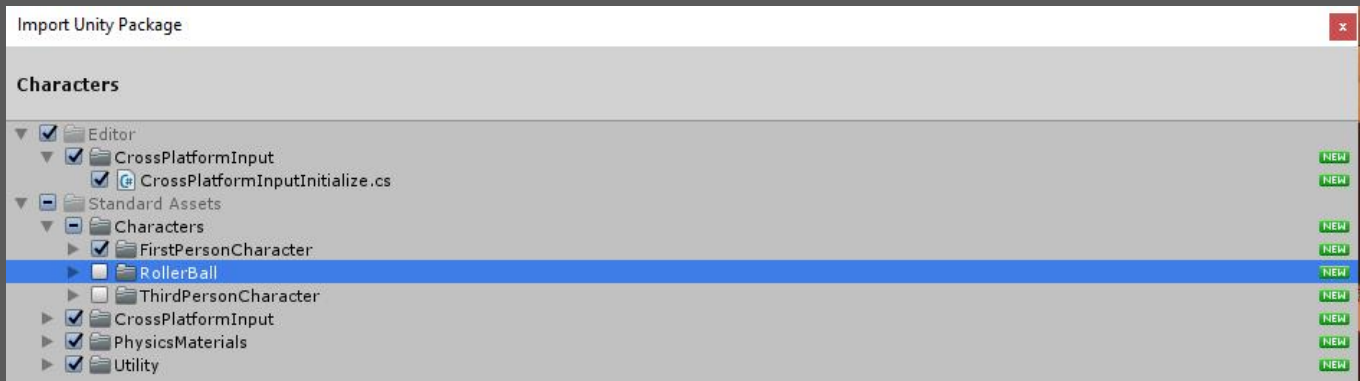 Import Unity Package
x
Characters
Editor
CrossPlatformInput NEW
C# CrossPlatformInputInitialize.cs NEW
Standard Assets
Characters NEW
FirstPersonCharacter NEW
RollerBall NEW
ThirdPersonCharacter NEW
CrossPlatformInput NEW
PhysicsMaterials NEW
Utility NEW